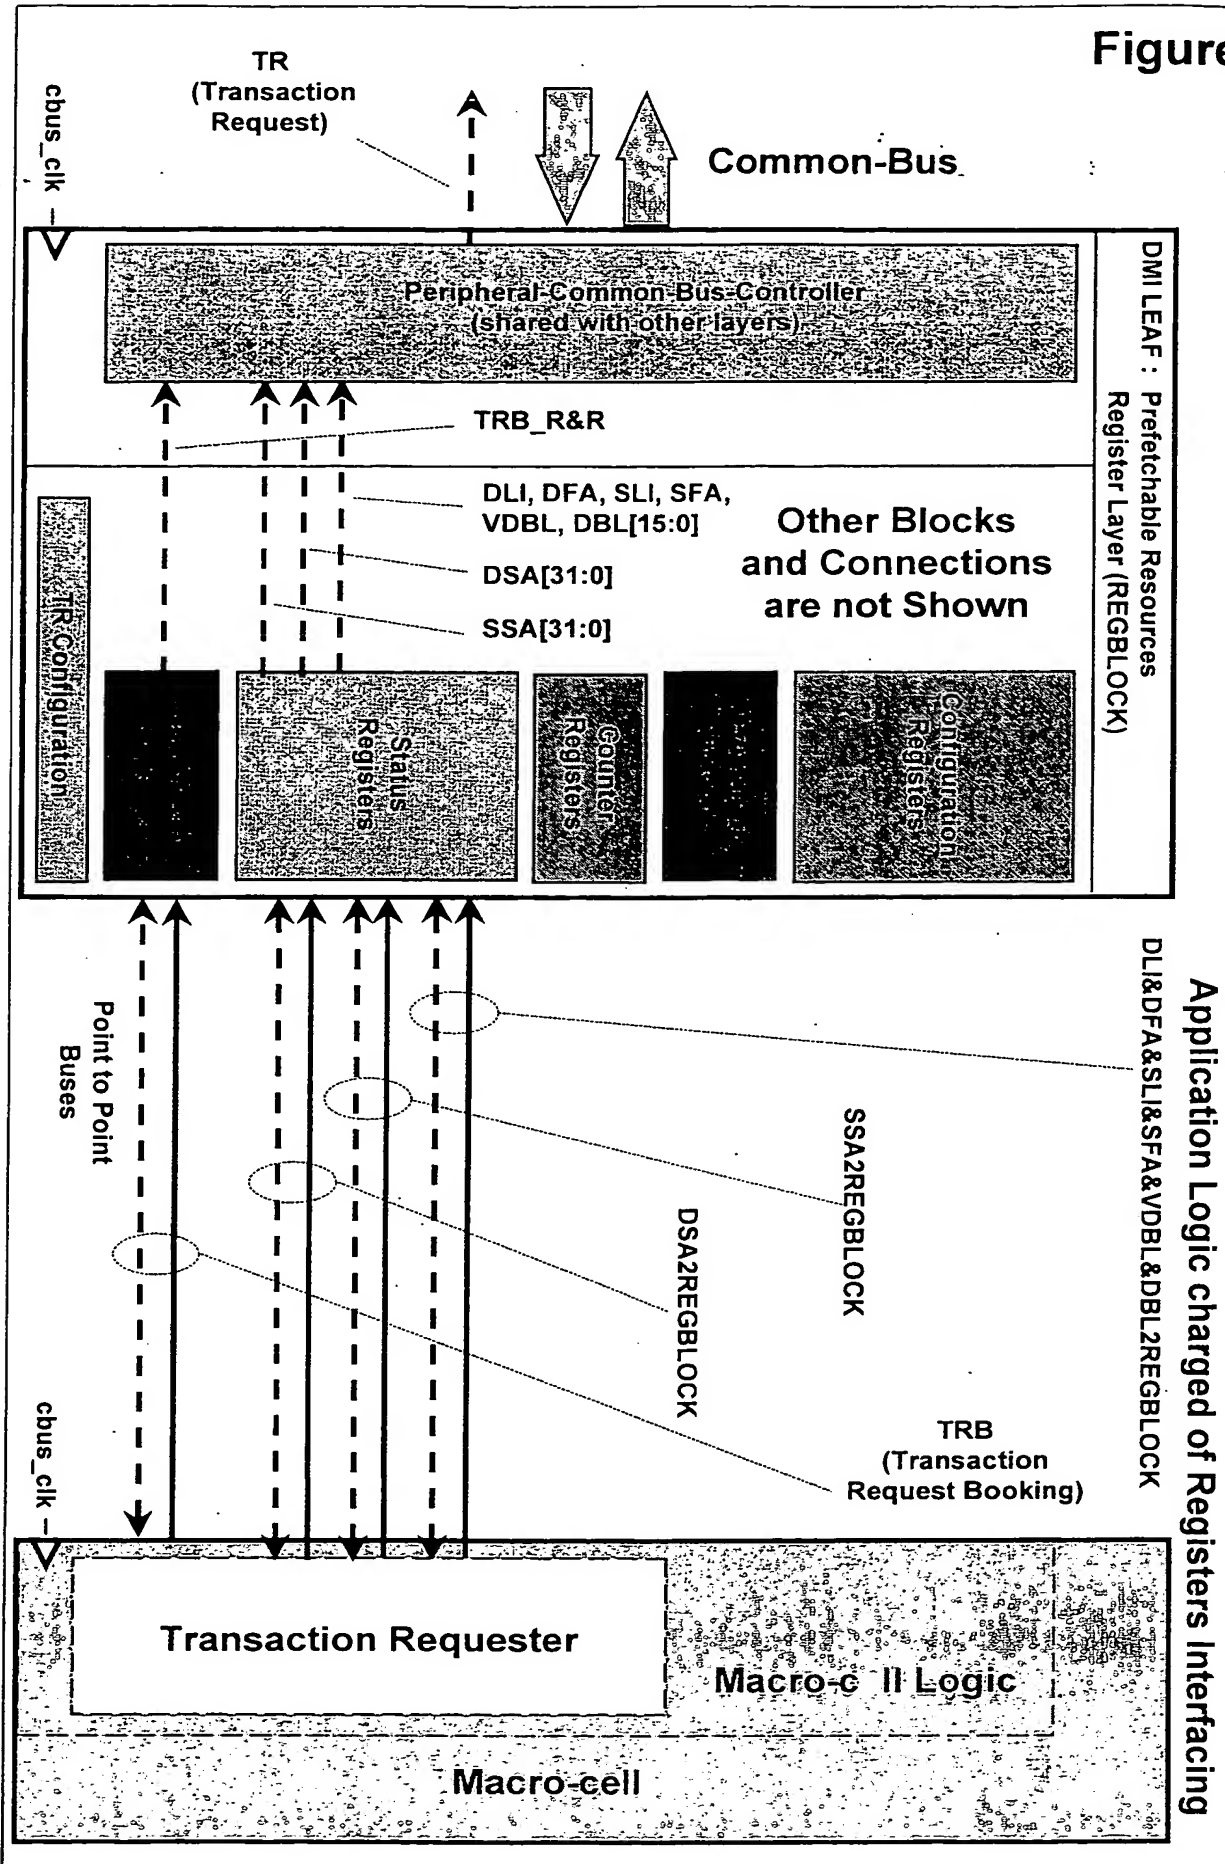 Figure
TR
(Transaction
Request)
cbus_clk
Common-Bus
Peripheral-Common-Bus-Controller
(shared with other layers)
DMI LEAF : Prefetchable Resources
Register Layer (REGBLOCK)
TRB_R&R
DLI, DFA, SLI, SFA,
VDBL, DBL[15:0]
DSA[31:0]
SSA[31:0]
Other Blocks
and Connections
are not Shown
TR Configuration
Status
Registers
Counter
Registers
Configuration
Registers
Application Logic charged of Registers Interfacing
DLI&DFA&SLI&SFA&VDBL&DBL2REGBLOCK
SSA2REGBLOCK
DSA2REGBLOCK
Point to Point
Buses
TRB
(Transaction
Request Booking)
cbus_clk
Transaction Requester
Macro-c ll Logic
Macro-cell